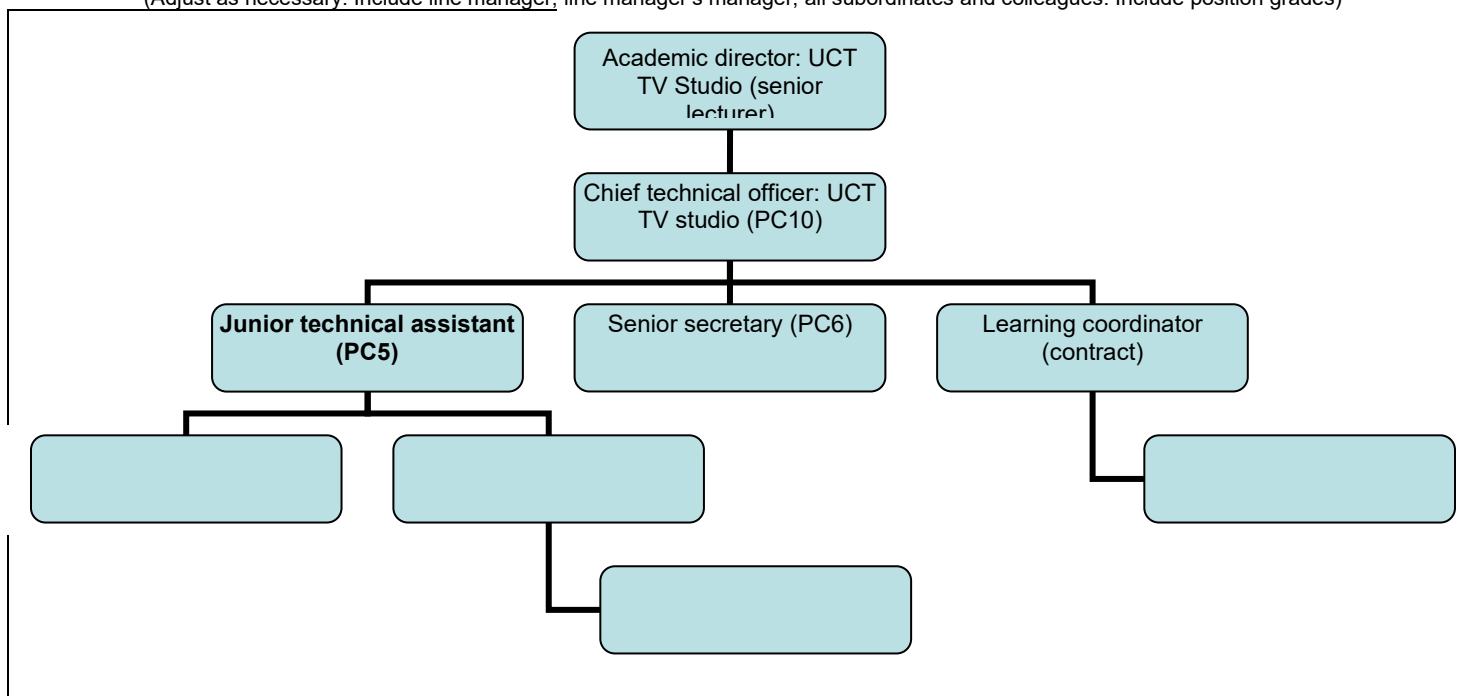 (Adjust as necessary. Include line manager, line manager's manager, all subordinates and colleagues. Include position grades)
Academic director: UCT
TV Studio (senior
lecturer)
Chief technical officer: UCT
TV studio (PC10)
Junior technical assistant
(PC5)
Senior secretary (PC6)
Learning coordinator
(contract)